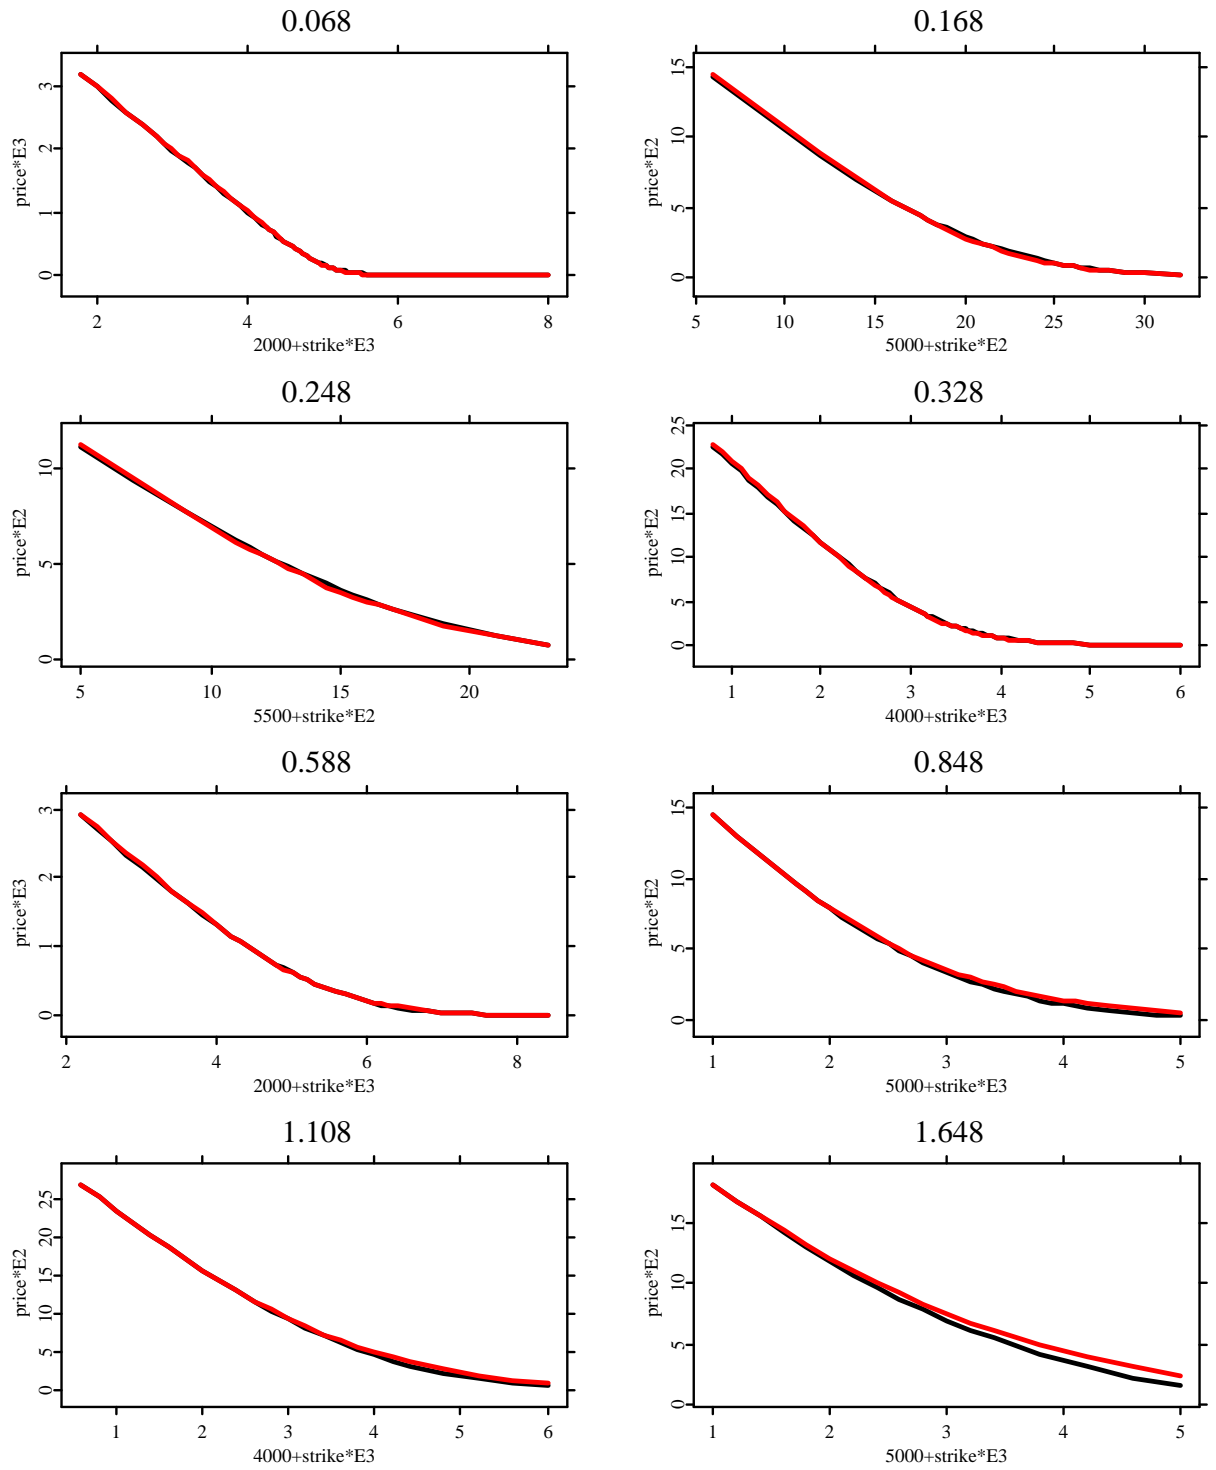 0.068
price*E3
0 1 2 3
2 4 6 8
2000+strike*E3
0.168
price*E2
0 5 10 15
5 10 15 20 25 30
5000+strike*E2
0.248
price*E2
0 5 10
5 10 15 20
5500+strike*E2
0.328
price*E2
0 5 10 15 20 25
1 2 3 4 5 6
4000+strike*E3
0.588
price*E3
0 1 2 3
2 4 6 8
2000+strike*E3
0.848
price*E2
0 5 10 15
1 2 3 4 5
5000+strike*E3
1.108
price*E2
0 5 10 15 20 25
1 2 3 4 5 6
4000+strike*E3
1.648
price*E2
0 5 10 15
1 2 3 4 5
5000+strike*E3